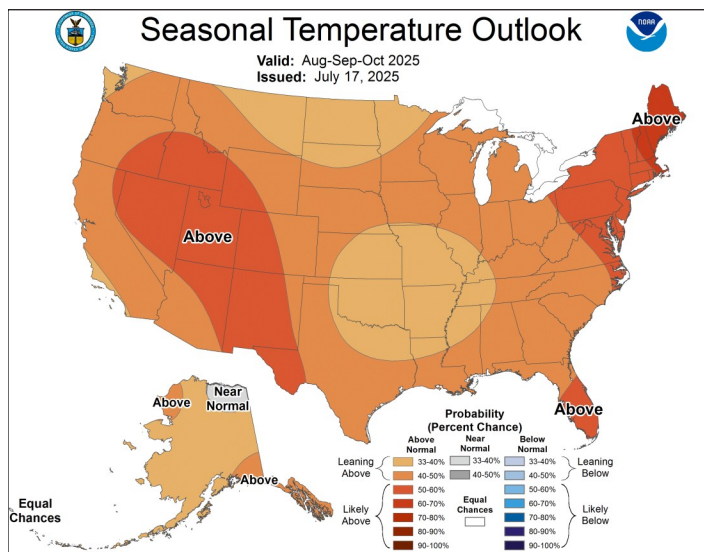 Seasonal Temperature Outlook
NOAA
Valid: Aug-Sep-Oct 2025
Issued: July 17, 2025
Above
Above
Above
Near
Normal
Above
Above
Equal
Chances
Probability
(Percent Chance)
Above
Normal
Near
Normal
Below
Normal
Leaning
Above
33-40%
33-40%
33-40%
Leaning
Below
40-50%
40-50%
40-50%
Likely
Above
50-60%
Equal
Chances
50-60%
Likely
Below
60-70%
60-70%
70-80%
70-80%
80-90%
80-90%
90-100%
90-100%